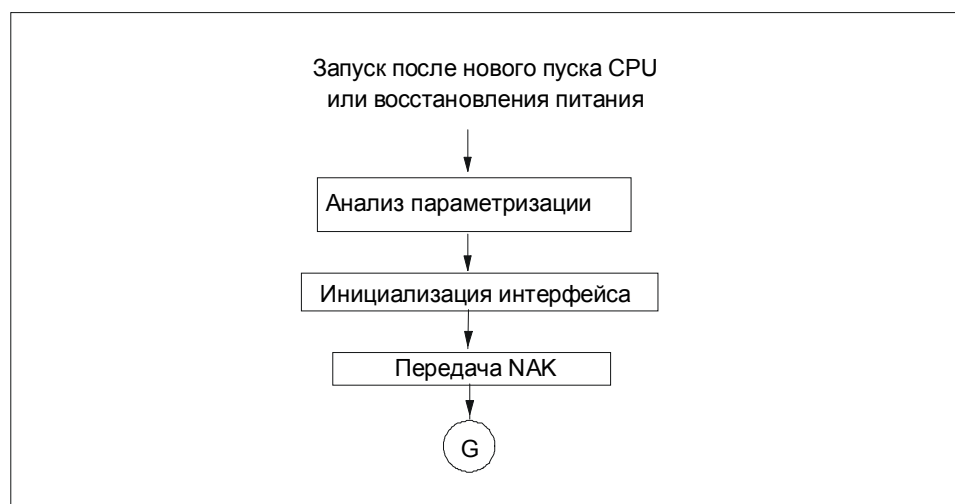 Запуск после нового пуска CPU
или восстановления питания
Анализ параметризации
Инициализация интерфейса
Передача NAK
G